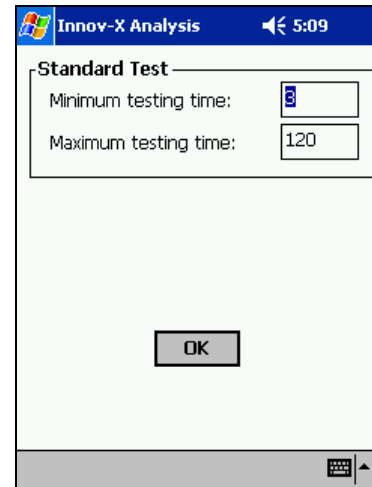 Innov-X Analysis 5:09
Standard Test
Minimum testing time: 3
Maximum testing time: 120
OK